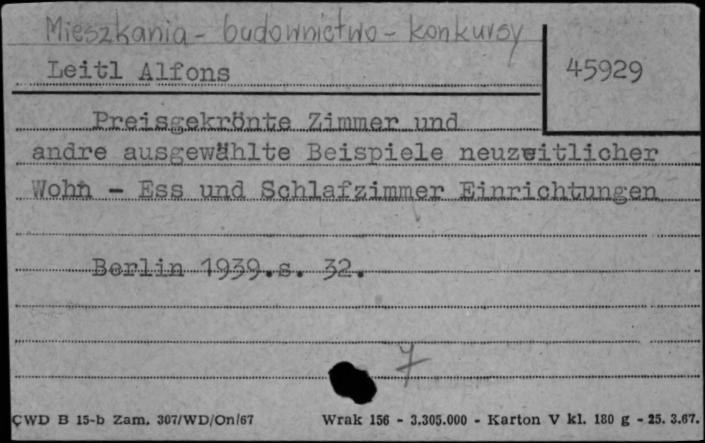 Mieszkania - budownictwo - konkursy
Leitl Alfons
45929
Preisgekrönte Zimmer und
andre ausgewählte Beispiele neuzeitlicher
Wohn - Ess und Schlafzimmer Einrichtungen
Berlin 1939.s. 32.
7
CWD B 15-b Zam. 307/WD/On/67 Wrak 156 - 3.305.000 - Karton V kl. 180 g - 25. 3.67.